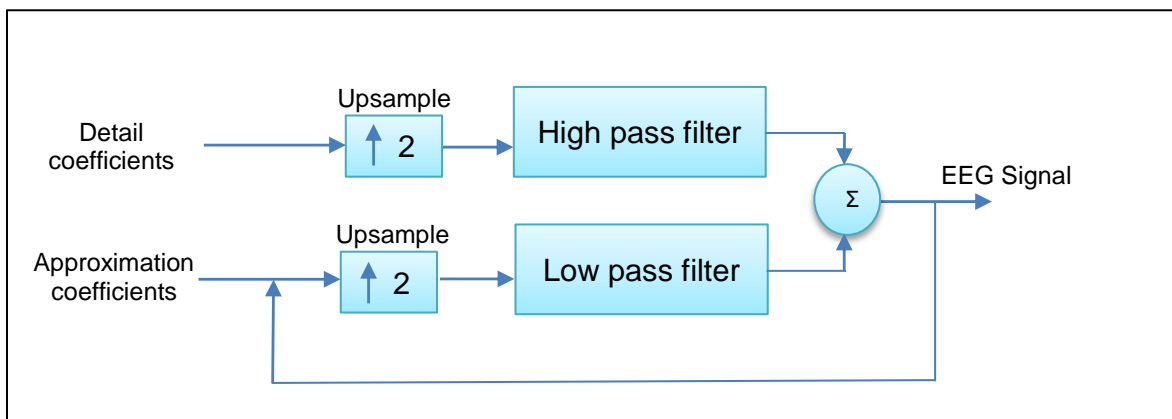 Upsample
Detail
coefficients
↑ 2
High pass filter
Σ
EEG Signal
Upsample
Approximation
coefficients
↑ 2
Low pass filter